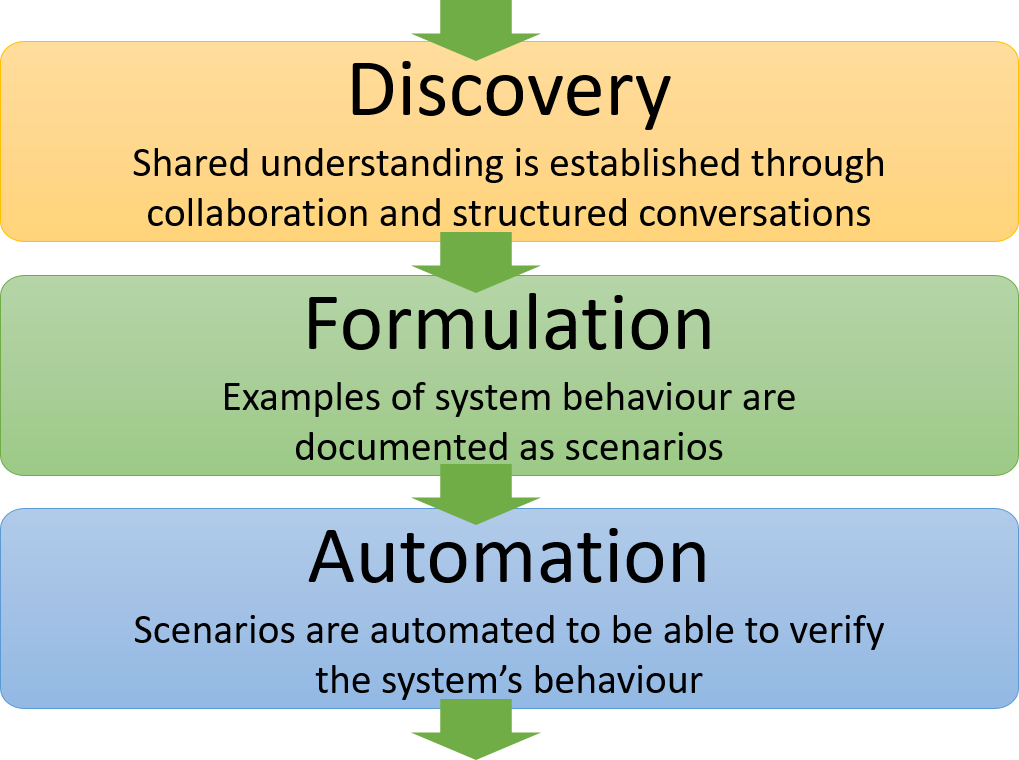 Discovery
Shared understanding is established through
collaboration and structured conversations
Formulation
Examples of system behaviour are
documented as scenarios
Automation
Scenarios are automated to be able to verify
the system’s behaviour